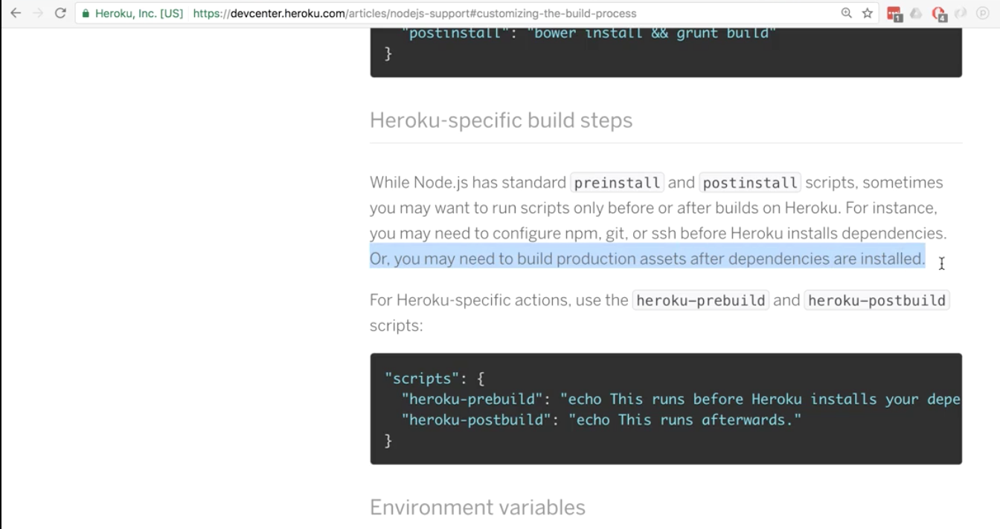 Heroku, Inc. [US]
https://devcenter.heroku.com/articles/nodejs-support#customizing-the-build-process
1
4
"postinstall": "bower install && grunt build"
}
Heroku-specific build steps
While Node.js has standard preinstall and postinstall scripts, sometimes
you may want to run scripts only before or after builds on Heroku. For instance,
you may need to configure npm, git, or ssh before Heroku installs dependencies.
Or, you may need to build production assets after dependencies are installed.
For Heroku-specific actions, use the heroku-prebuild and heroku-postbuild
scripts:
"scripts": {
"heroku-prebuild": "echo This runs before Heroku installs your depe
"heroku-postbuild": "echo This runs afterwards."
}
Environment variables